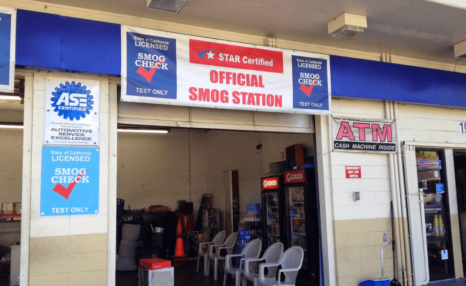 State of California
LICENSED
SMOG
CHECK
TEST ONLY
STAR Certified
OFFICIAL
SMOG STATION
State of California
LICENSED
SMOG
CHECK
TEST ONLY
ASE
CERTIFIED
AUTOMOTIVE
SERVICE
EXCELLENCE
State of California
LICENSED
SMOG
CHECK
TEST ONLY
ATM
CASH MACHINE INSIDE